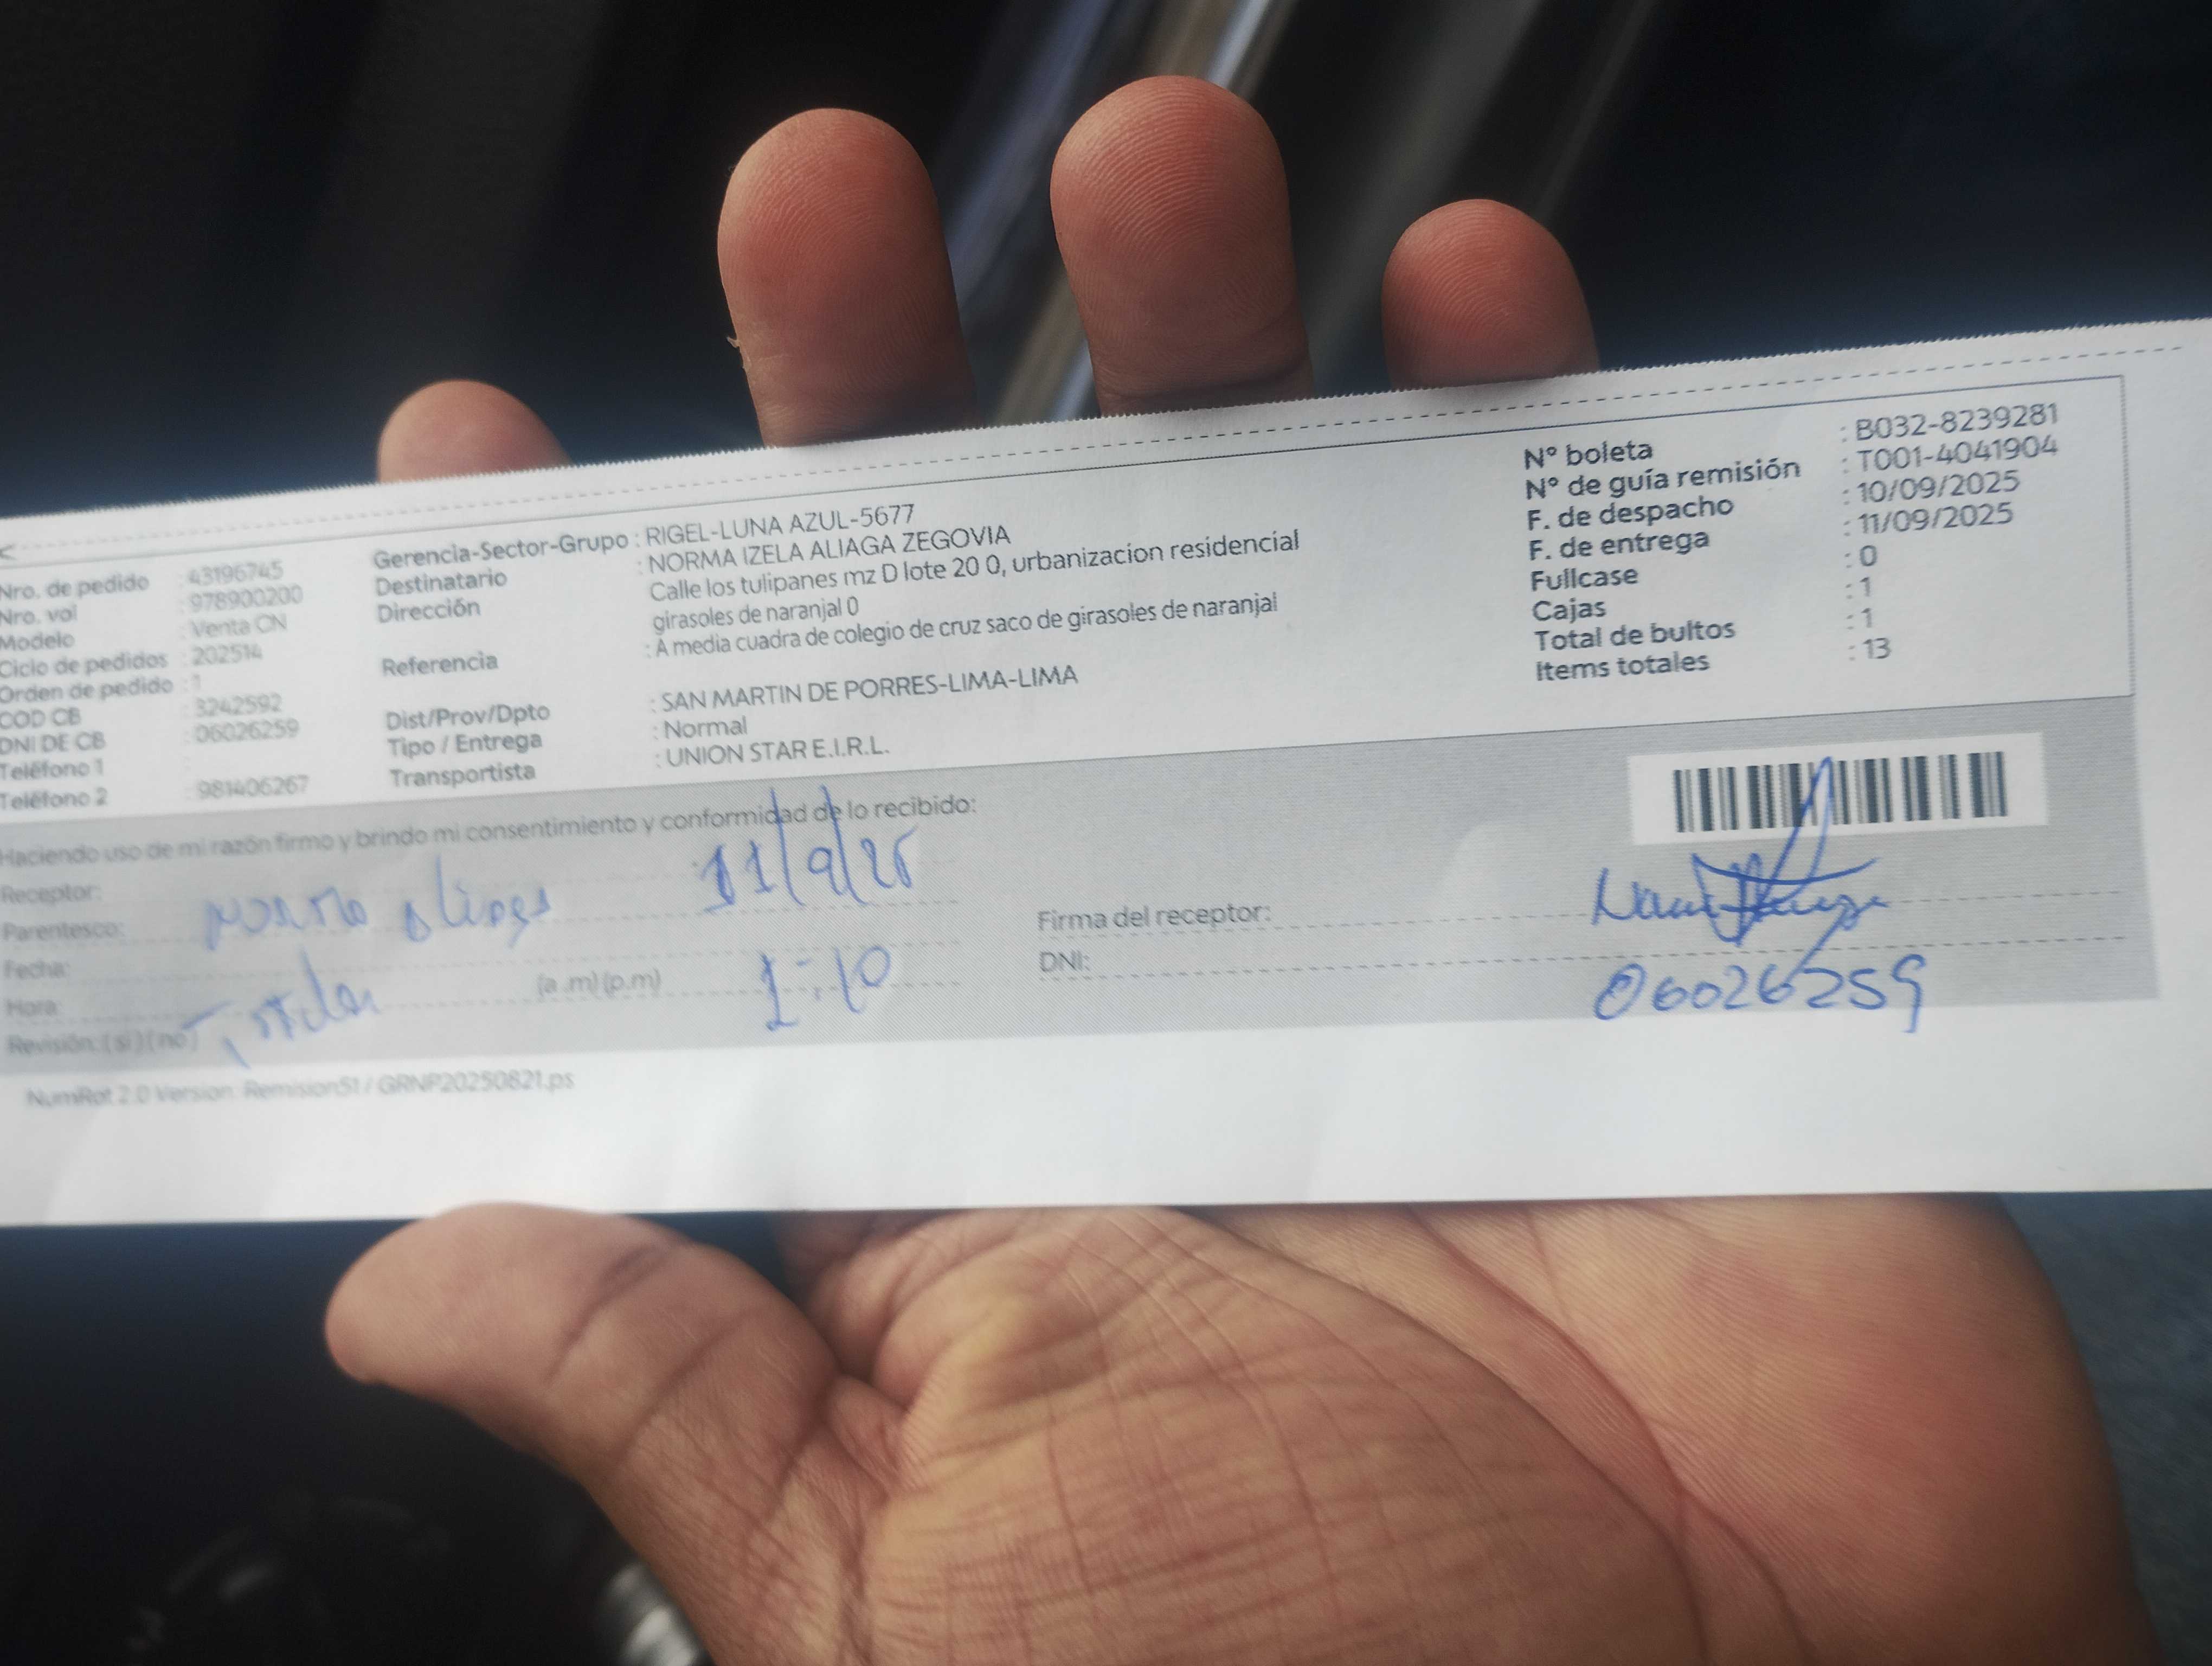 Nro. de pedido : 43196745
Nro. vol : 978900200
Modelo : Venta CN
Ciclo de pedidos : 202514
Orden de pedido : 1
COD CB : 3242592
DNI DE CB : 06026259
Teléfono 1 :
Teléfono 2 : 981406267
Gerencia-Sector-Grupo : RIGEL-LUNA AZUL-5677
Destinatario : NORMA IZELA ALIAGA ZEGOVIA
Dirección Calle los tulipanes mz D lote 20 0, urbanizacion residencial
girasoles de naranjal 0
Referencia : A media cuadra de colegio de cruz saco de girasoles de naranjal
Dist/Prov/Dpto : SAN MARTIN DE PORRES-LIMA-LIMA
Tipo / Entrega : Normal
Transportista : UNION STAR E.I.R.L.
N° boleta : B032-8239281
N° de guía remisión : T001-4041904
F. de despacho : 10/09/2025
F. de entrega : 11/09/2025
Fullcase : 0
Cajas : 1
Total de bultos : 1
Items totales : 13
Haciendo uso de mi razón firmo y brindo mi consentimiento y conformidad de lo recibido:
Receptor:
Parentesco: Norma Aliaga 11/9/25
Fecha:
Hora: (a .m) (p.m) 1:10
Revisión: (si) (no) Titular
Firma del receptor:
DNI: 06026259
NumRot 2.0 Version Remision51 / GRNP20250821.ps